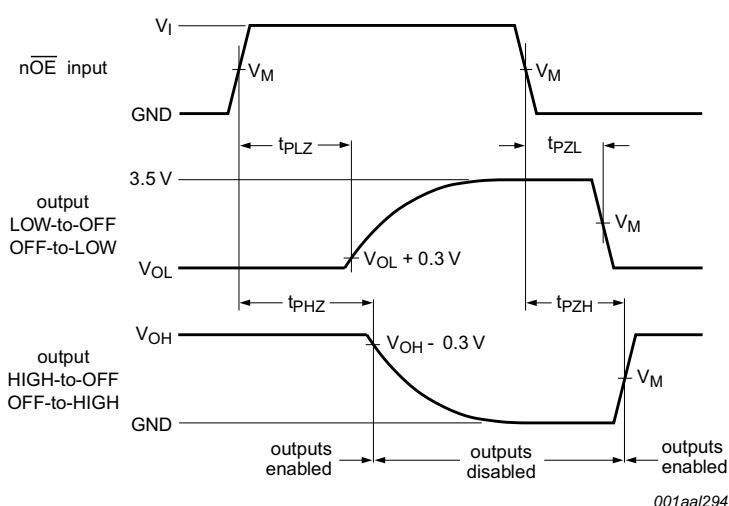 V_I
nOE input
V_M
V_M
GND
t_PLZ
t_PZL
3.5 V
output
LOW-to-OFF
OFF-to-LOW
V_M
V_OL + 0.3 V
V_OL
t_PHZ
t_PZH
V_OH
V_OH - 0.3 V
output
HIGH-to-OFF
OFF-to-HIGH
V_M
GND
outputs
enabled
outputs
disabled
outputs
enabled
001aal294